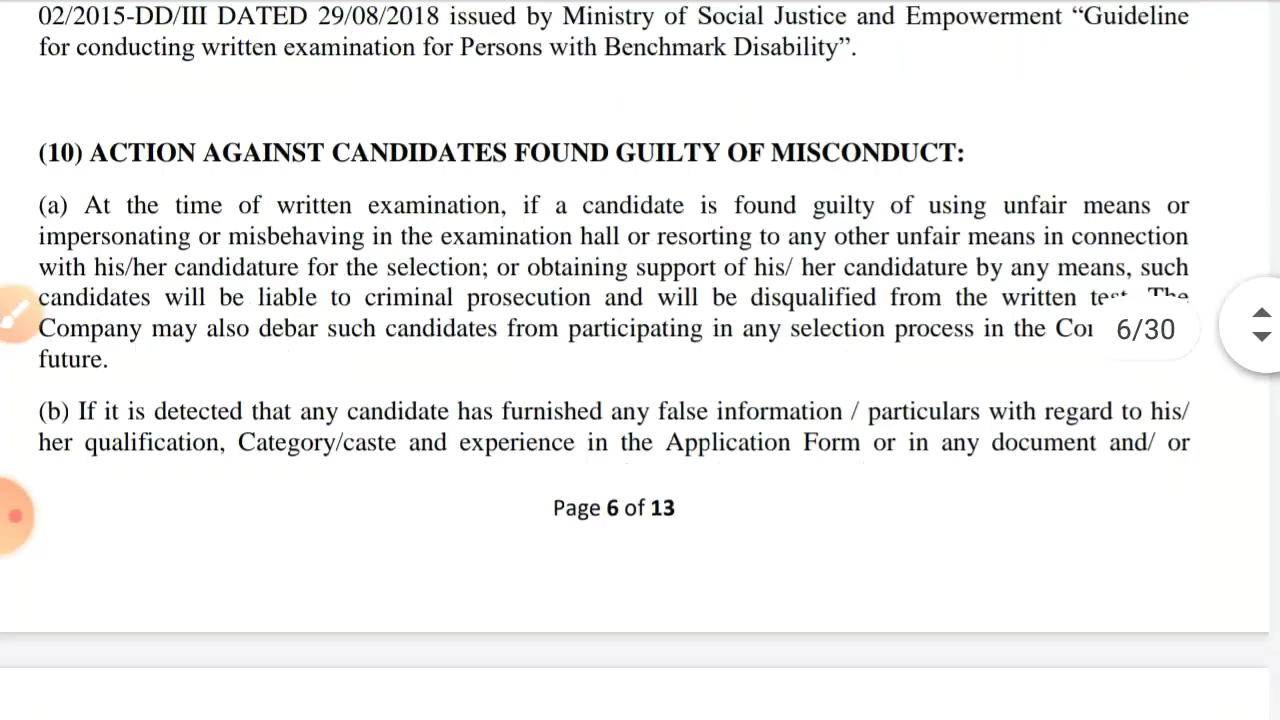 02/2015-DD/III DATED 29/08/2018 issued by Ministry of Social Justice and Empowerment “Guideline
for conducting written examination for Persons with Benchmark Disability”.
(10) ACTION AGAINST CANDIDATES FOUND GUILTY OF MISCONDUCT:
(a) At the time of written examination, if a candidate is found guilty of using unfair means or
impersonating or misbehaving in the examination hall or resorting to any other unfair means in connection
with his/her candidature for the selection; or obtaining support of his/ her candidature by any means, such
candidates will be liable to criminal prosecution and will be disqualified from the written test. The
Company may also debar such candidates from participating in any selection process in the
6/30
future.
(b) If it is detected that any candidate has furnished any false information / particulars with regard to his/
her qualification, Category/caste and experience in the Application Form or in any document and/ or
Page 6 of 13